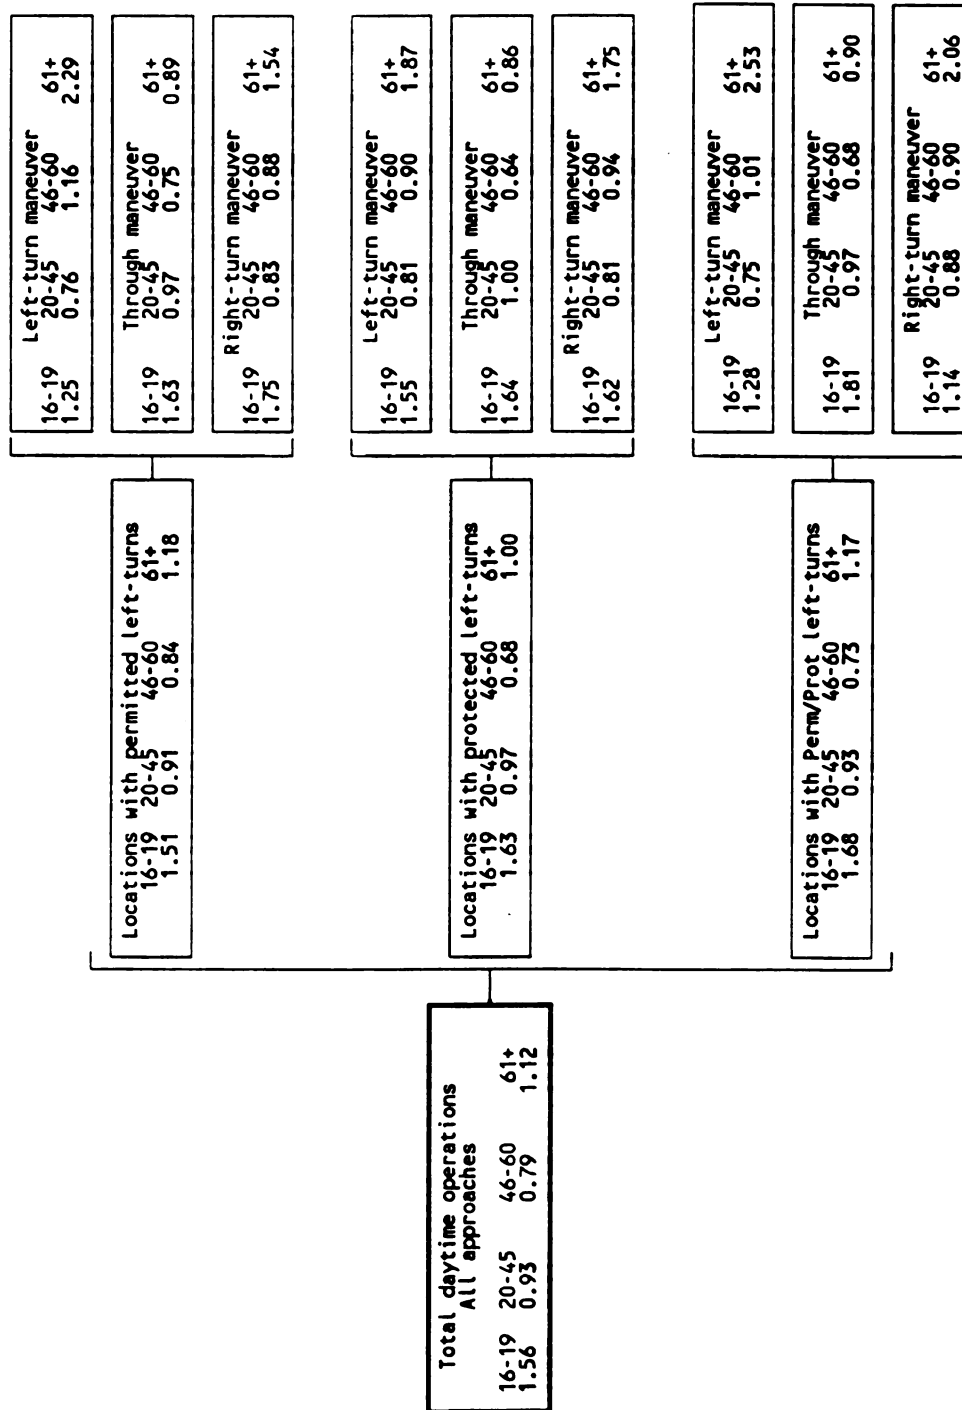 Total daytime operations
All approaches
16-19 20-45 46-60 61+
1.56 0.93 0.79 1.12
Locations with permitted left-turns
16-19 20-45 46-60 61+
1.51 0.91 0.84 1.18
Left-turn maneuver
16-19 20-45 46-60 61+
1.25 0.76 1.16 2.29
Through maneuver
16-19 20-45 46-60 61+
1.63 0.97 0.75 0.89
Right-turn maneuver
16-19 20-45 46-60 61+
1.75 0.83 0.88 1.54
Locations with protected left-turns
16-19 20-45 46-60 61+
1.63 0.97 0.68 1.00
Left-turn maneuver
16-19 20-45 46-60 61+
1.55 0.81 0.90 1.87
Through maneuver
16-19 20-45 46-60 61+
1.64 1.00 0.64 0.86
Right-turn maneuver
16-19 20-45 46-60 61+
1.62 0.81 0.94 1.75
Locations with Perm/Prot left-turns
16-19 20-45 46-60 61+
1.68 0.93 0.73 1.17
Left-turn maneuver
16-19 20-45 46-60 61+
1.28 0.75 1.01 2.53
Through maneuver
16-19 20-45 46-60 61+
1.81 0.97 0.68 0.90
Right-turn maneuver
16-19 20-45 46-60 61+
1.14 0.88 0.90 2.06